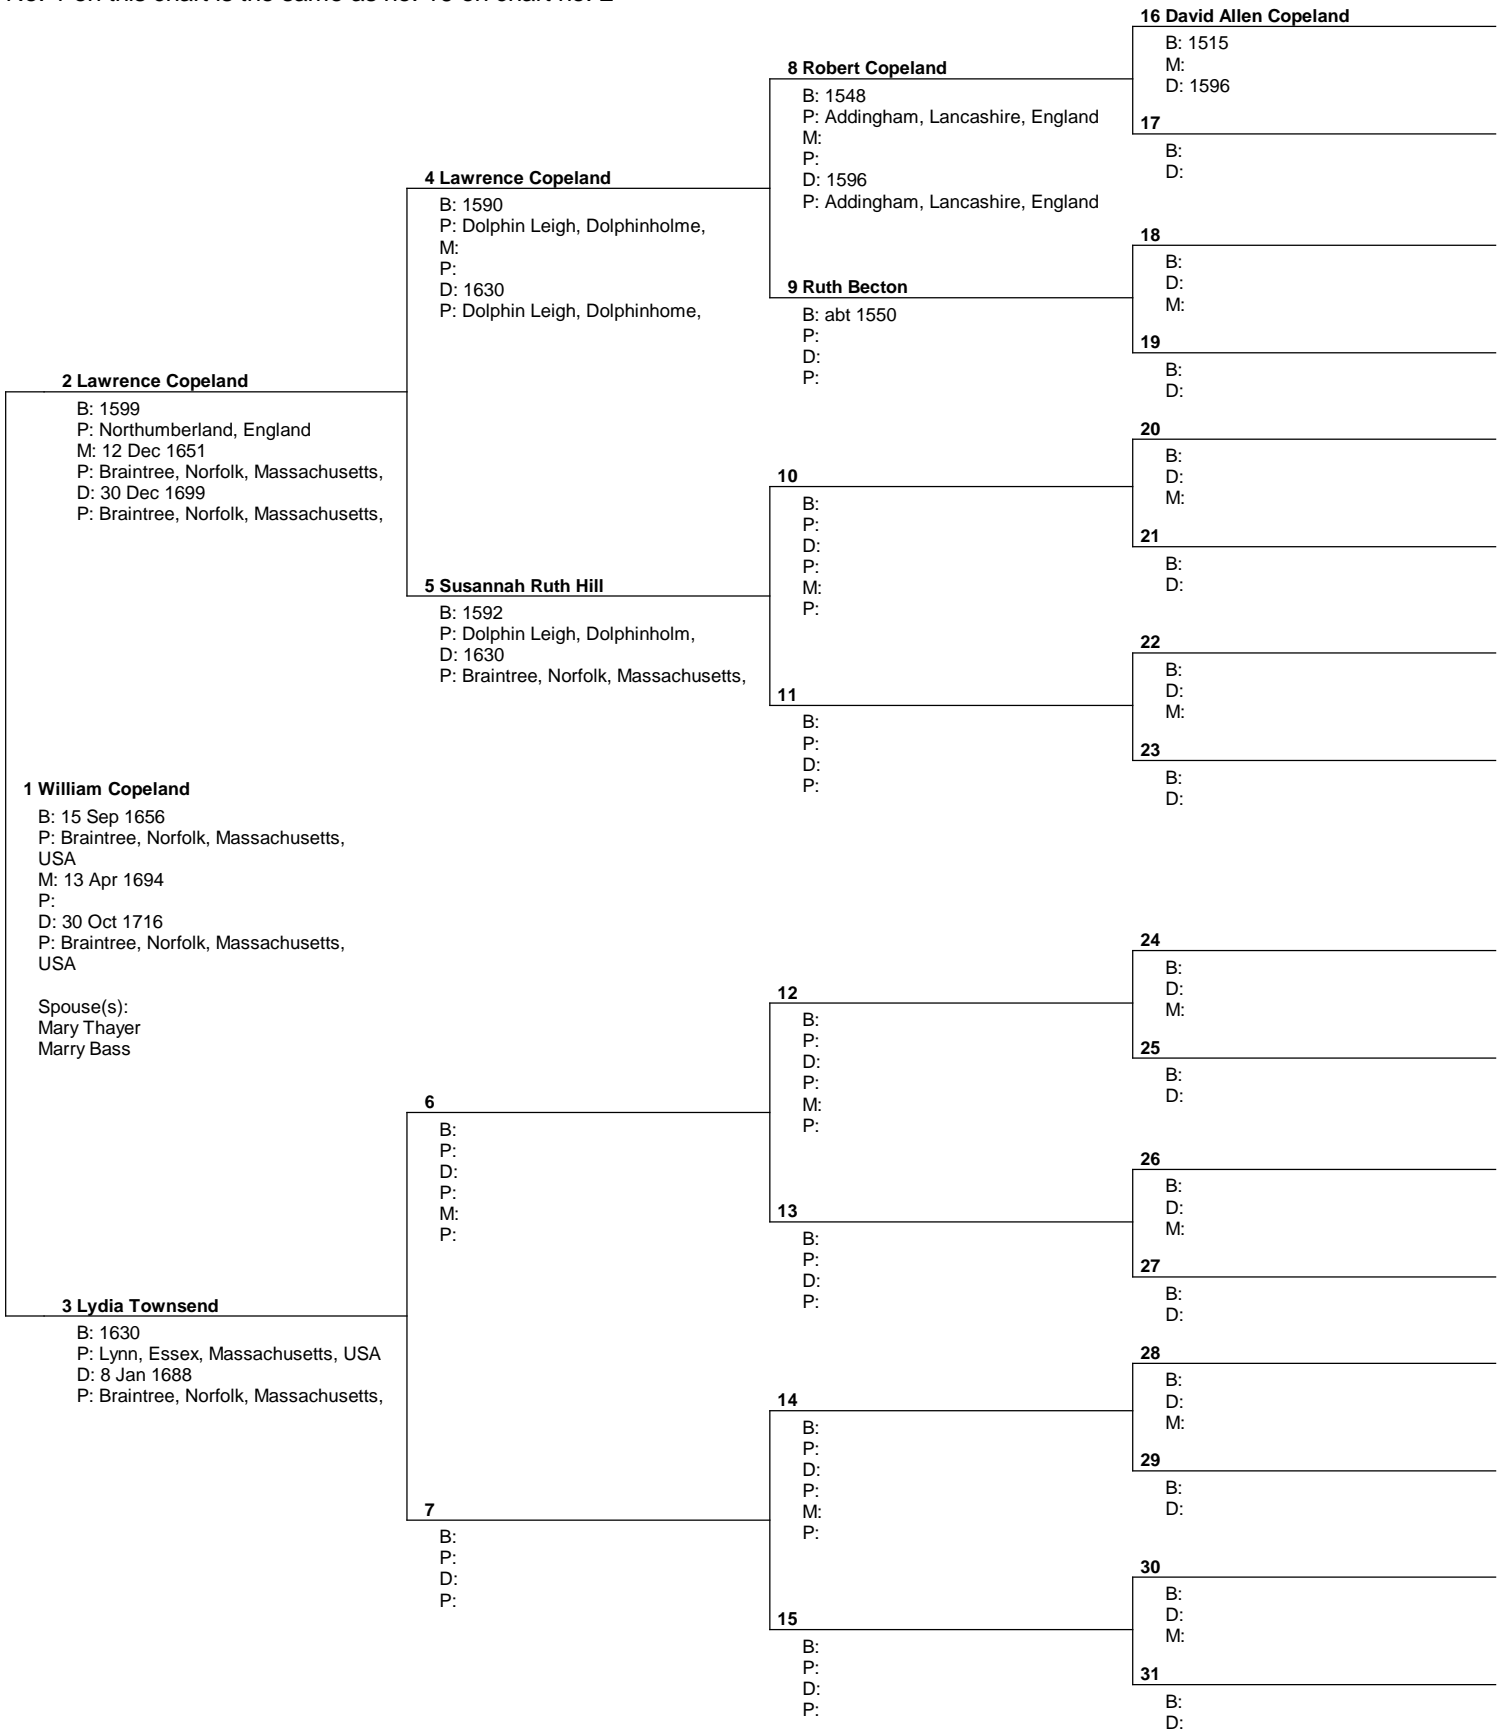 No. 1 on this chart is the same as no. on chart no. 2
1 William Copeland
B: 15 Sep 1656
P: Braintree, Norfolk, Massachusetts,
USA
M: 13 Apr 1694
P:
D: 30 Oct 1716
P: Braintree, Norfolk, Massachusetts,
USA
Spouse(s):
Mary Thayer
Marry Bass
2 Lawrence Copeland
B: 1599
P: Northumberland, England
M: 12 Dec 1651
P: Braintree, Norfolk, Massachusetts,
D: 30 Dec 1699
P: Braintree, Norfolk, Massachusetts,
3 Lydia Townsend
B: 1630
P: Lynn, Essex, Massachusetts, USA
D: 8 Jan 1688
P: Braintree, Norfolk, Massachusetts,
4 Lawrence Copeland
B: 1590
P: Dolphin Leigh, Dolphinholme,
M:
P:
D: 1630
P: Dolphin Leigh, Dolphinhome,
5 Susannah Ruth Hill
B: 1592
P: Dolphin Leigh, Dolphinholm,
D: 1630
P: Braintree, Norfolk, Massachusetts,
6
B:
P:
D:
P:
M:
P:
7
B:
P:
D:
P:
8 Robert Copeland
B: 1548
P: Addingham, Lancashire, England
M:
P:
D: 1596
P: Addingham, Lancashire, England
9 Ruth Becton
B: abt 1550
P:
D:
P:
10
B:
P:
D:
P:
M:
P:
11
B:
P:
D:
P:
12
B:
P:
D:
P:
M:
P:
13
B:
P:
D:
P:
14
B:
P:
D:
P:
M:
P:
15
B:
P:
D:
P:
16 David Allen Copeland
B: 1515
M:
D: 1596
17
B:
D:
18
B:
D:
M:
19
B:
D:
20
B:
D:
M:
21
B:
D:
22
B:
D:
M:
23
B:
D:
24
B:
D:
M:
25
B:
D:
26
B:
D:
M:
27
B:
D:
28
B:
D:
M:
29
B:
D:
30
B:
D:
M:
31
B:
D: